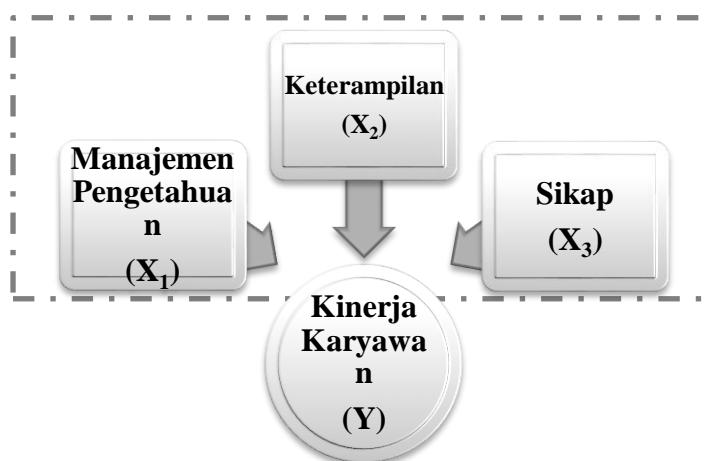 Keterampilan
(X₂)
Manajemen
Pengetahua
n
(X₁)
Sikap
(X₃)
Kinerja
Karyawa
n
(Y)